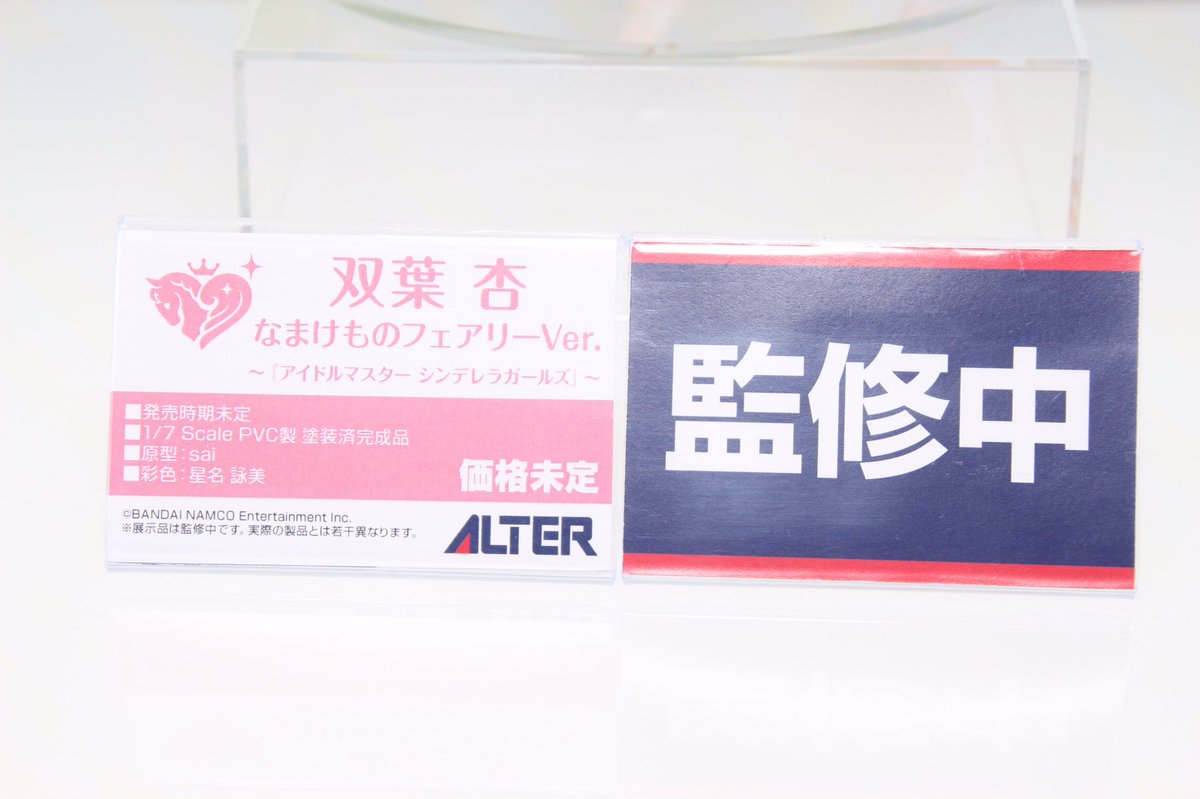 双葉 杏
なまけものフェアリーVer.
～『アイドルマスター シンデレラガールズ』～
■発売時期未定
■1/7 Scale PVC製 塗装済完成品
■原型：sai
■彩色：星名 詠美
価格未定
©BANDAI NAMCO Entertainment Inc.
※展示品は監修中です。実際の製品とは若干異なります。
ALTER
監修中